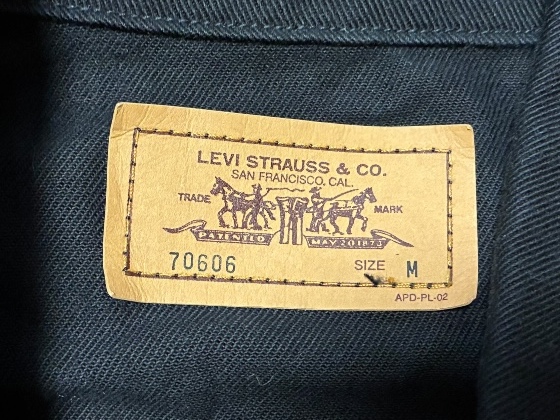 LEVI STRAUSS & CO.
SAN FRANCISCO, CAL.
TRADE MARK
PATENTED MAY 20 1873
70606 SIZE M
APD-PL-02